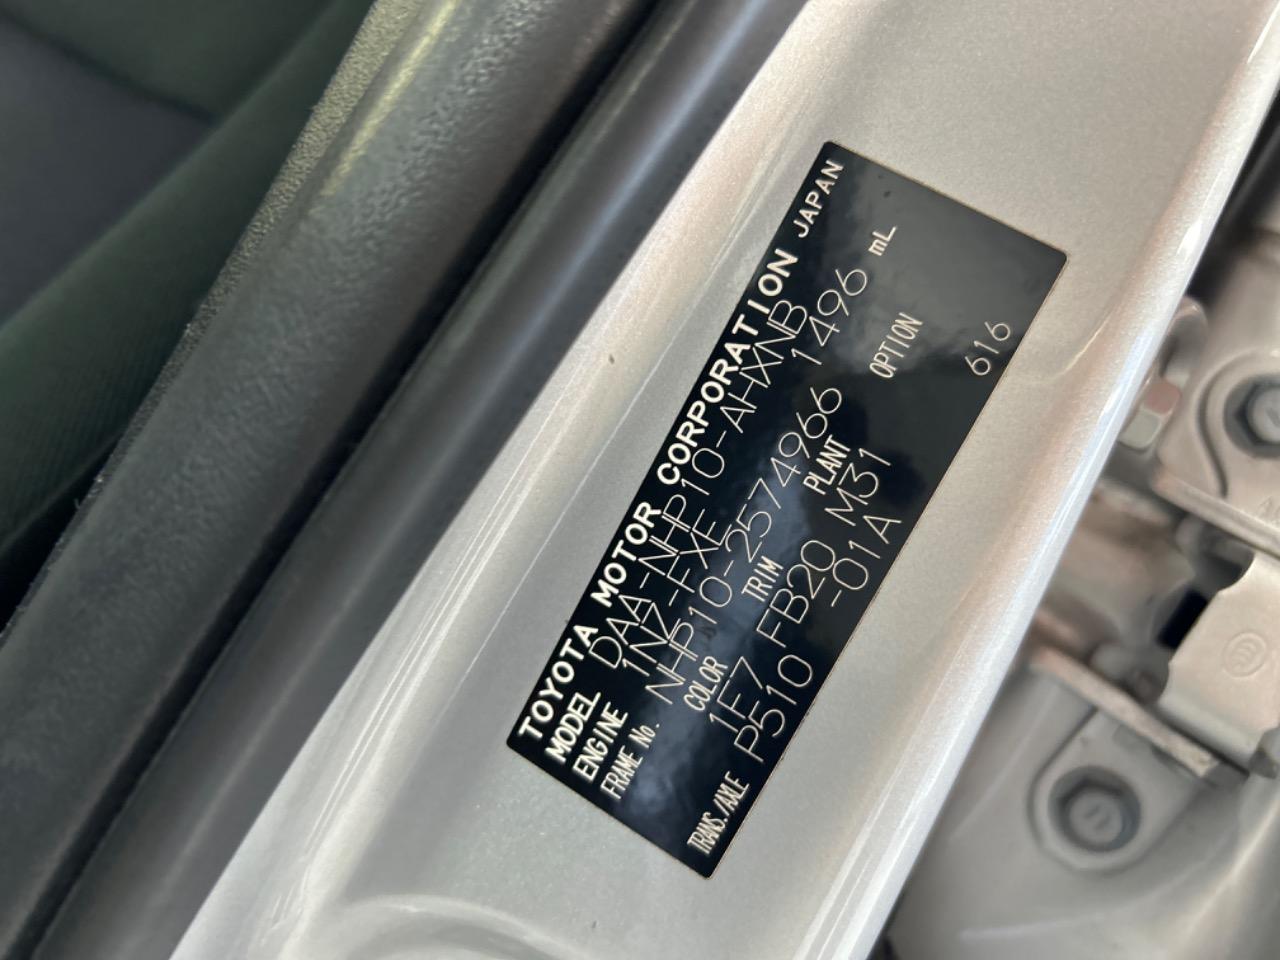 TOYOTA MOTOR CORPORATION JAPAN
MODEL DAA-NHP10-AHXNB
ENGINE 1NZ-FXE 1496 mL
FRAME No. NHP10-2574966
COLOR TRIM PLANT OPTION
1F7 FB20 M31
TRANS./AXLE P510 -01A 616